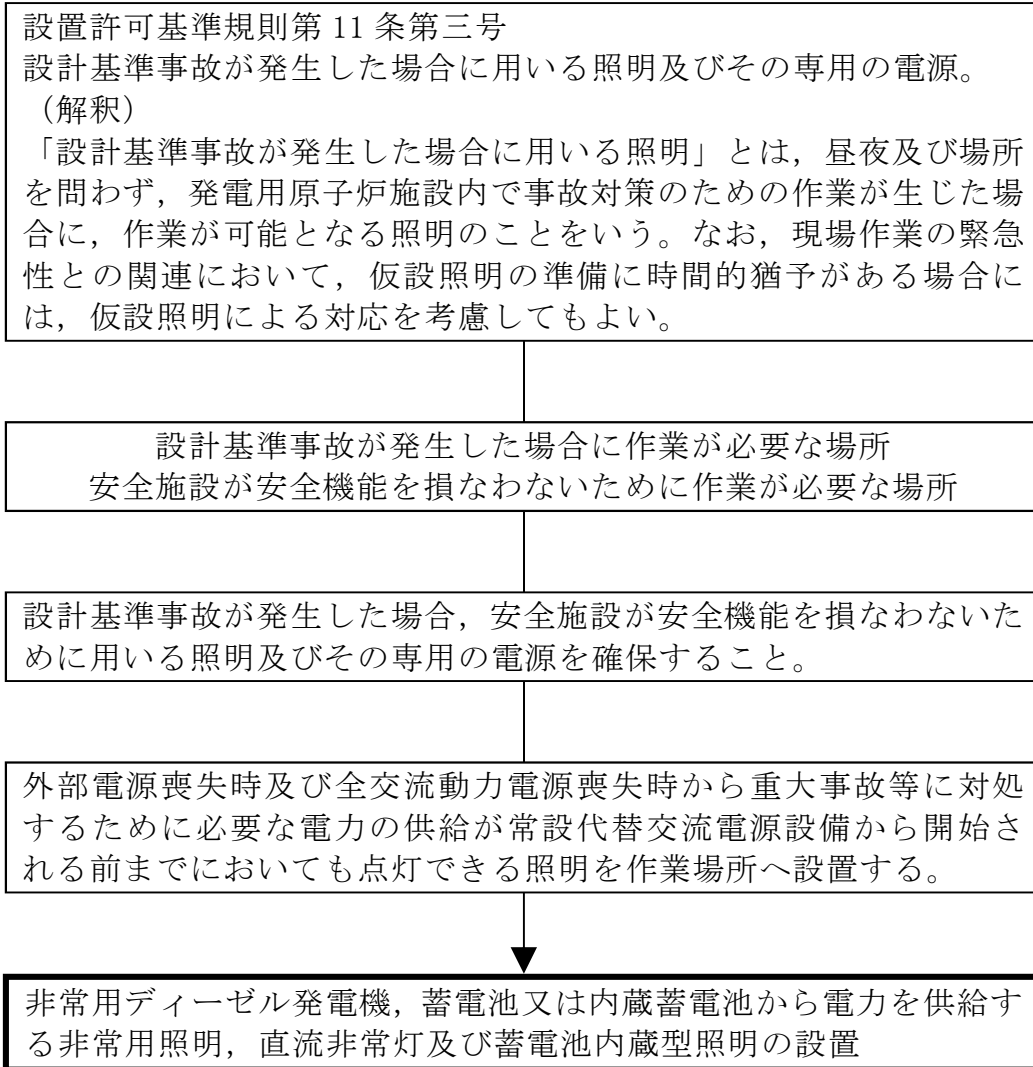 設置許可基準規則第 11 条第三号
設計基準事故が発生した場合に用いる照明及びその専用の電源。
（解釈）
「設計基準事故が発生した場合に用いる照明」とは，昼夜及び場所
を問わず，発電用原子炉施設内で事故対策のための作業が生じた場
合に，作業が可能となる照明のことをいう。なお，現場作業の緊急
性との関連において，仮設照明の準備に時間的猶予がある場合に
は，仮設照明による対応を考慮してもよい。
設計基準事故が発生した場合に作業が必要な場所
安全施設が安全機能を損なわないために作業が必要な場所
設計基準事故が発生した場合，安全施設が安全機能を損なわないた
めに用いる照明及びその専用の電源を確保すること。
外部電源喪失時及び全交流動力電源喪失時から重大事故等に対処
するために必要な電力の供給が常設代替交流電源設備から開始さ
れる前までにおいても点灯できる照明を作業場所へ設置する。
非常用ディーゼル発電機，蓄電池又は内蔵蓄電池から電力を供給す
る非常用照明，直流非常灯及び蓄電池内蔵型照明の設置